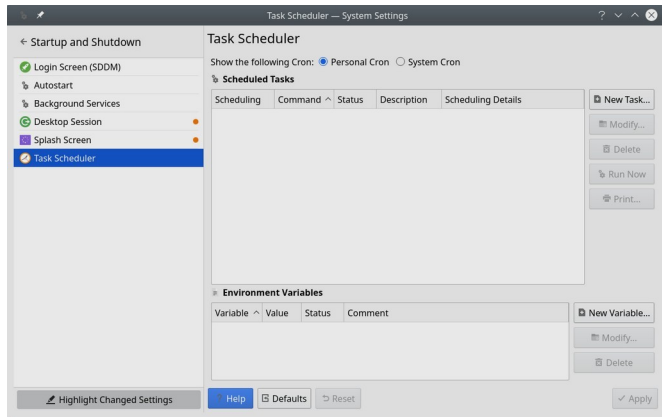 Task Scheduler — System Settings
Startup and Shutdown
Login Screen (SDDM)
Autostart
Background Services
Desktop Session
Splash Screen
Task Scheduler
Highlight Changed Settings
Task Scheduler
Show the following Cron: Personal Cron System Cron
Scheduled Tasks
Scheduling Command Status Description Scheduling Details
New Task...
Modify...
Delete
Run Now
Print...
Environment Variables
Variable Value Status Comment
New Variable...
Modify...
Delete
Help Defaults Reset Apply